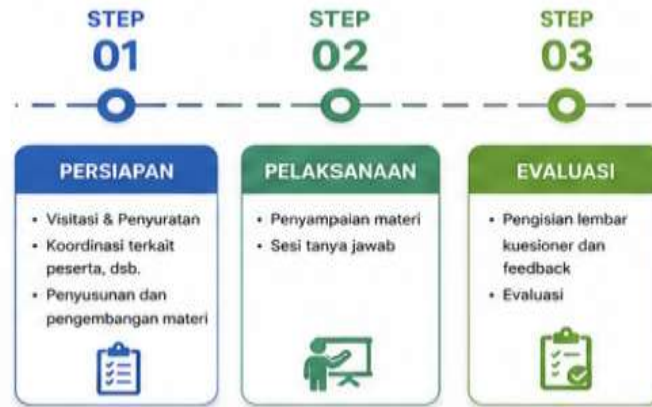 STEP
01
PERSIAPAN
• Visitasi & Penyuratan
• Koordinasi terkait
peserta, dsb.
• Penyusunan dan
pengembangan materi
STEP
02
PELAKSANAAN
• Penyampaian materi
• Sesi tanya jawab
STEP
03
EVALUASI
• Pengisian lembar
kuesioner dan
feedback
• Evaluasi